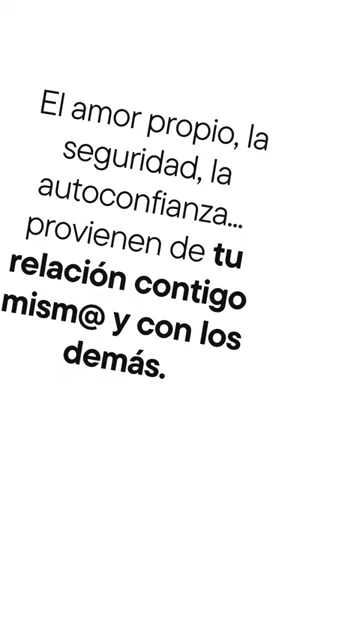 El amor propio, la
seguridad, la
autoconfianza...
provienen de tu
relación contigo
mism@ y con los
demás.